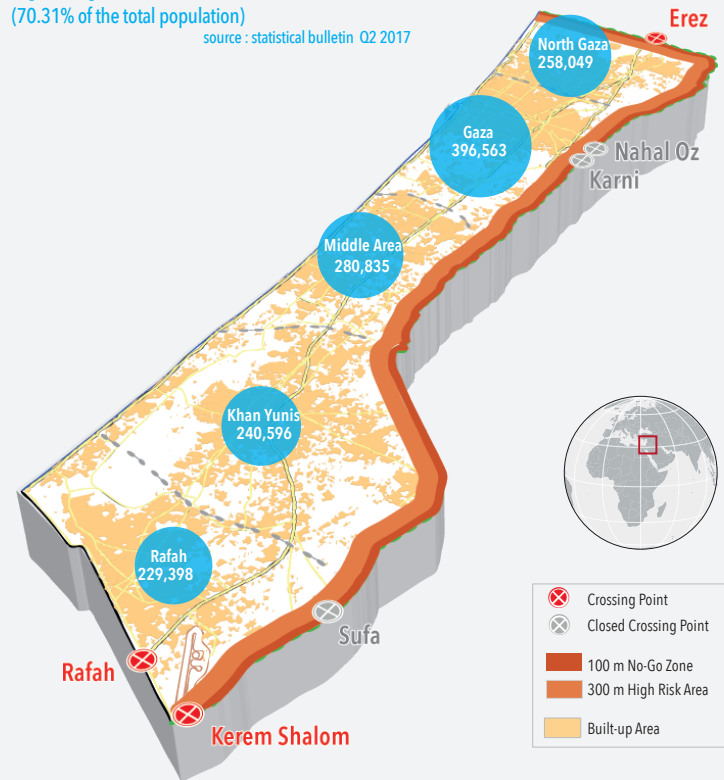 (70.31% of the total population)
source : statistical bulletin Q2 2017
Erez
North Gaza
258,049
Gaza
396,563
Nahal Oz
Karni
Middle Area
280,835
Khan Yunis
240,596
Rafah
229,398
Sufa
Rafah
Kerem Shalom
Crossing Point
Closed Crossing Point
100 m No-Go Zone
300 m High Risk Area
Built-up Area